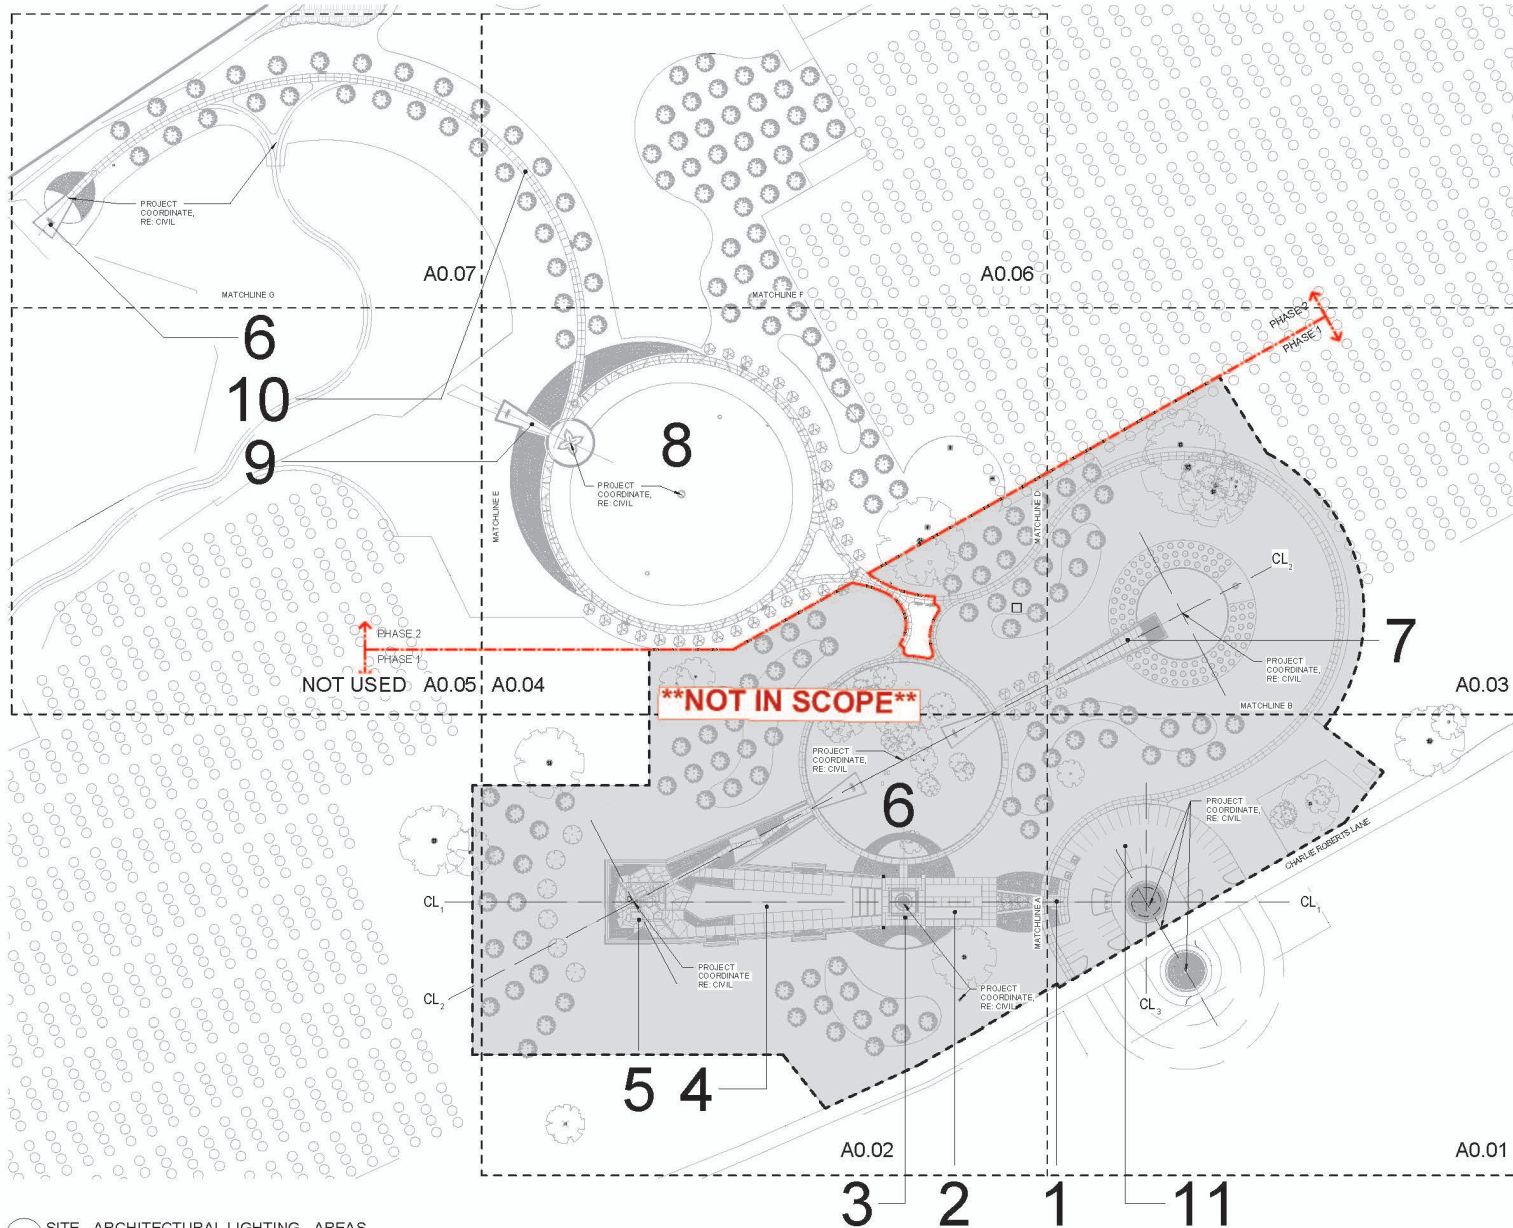 A0.07
A0.06
PROJECT
COORDINATE,
RE: CIVIL
MATCHLINE G
MATCHLINE F
PHASE 2
PHASE 1
6
10
9
8
MATCHLINE E
PROJECT
COORDINATE,
RE: CIVIL
MATCHLINE D
CL2
7
PROJECT
COORDINATE,
RE: CIVIL
PHASE 2
PHASE 1
NOT USED A0.05
A0.04
**NOT IN SCOPE**
A0.03
MATCHLINE B
PROJECT
COORDINATE,
RE: CIVIL
6
PROJECT
COORDINATE,
RE: CIVIL
CHARLIE ROBERTS LANE
CL1
CL1
MATCHLINE A
PROJECT
COORDINATE
RE: CIVIL
PROJECT
COORDINATE,
RE: CIVIL
CL2
CL3
5 4
A0.02
A0.01
3 2 1 11
SITE - ARCHITECTURAL LIGHTING - AREAS